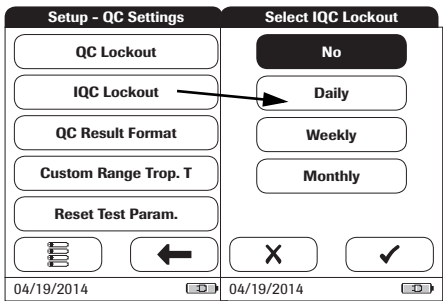 Setup - QC Settings
QC Lockout
IQC Lockout
QC Result Format
Custom Range Trop. T
Reset Test Param.
04/19/2014
Select IQC Lockout
No
Daily
Weekly
Monthly
04/19/2014